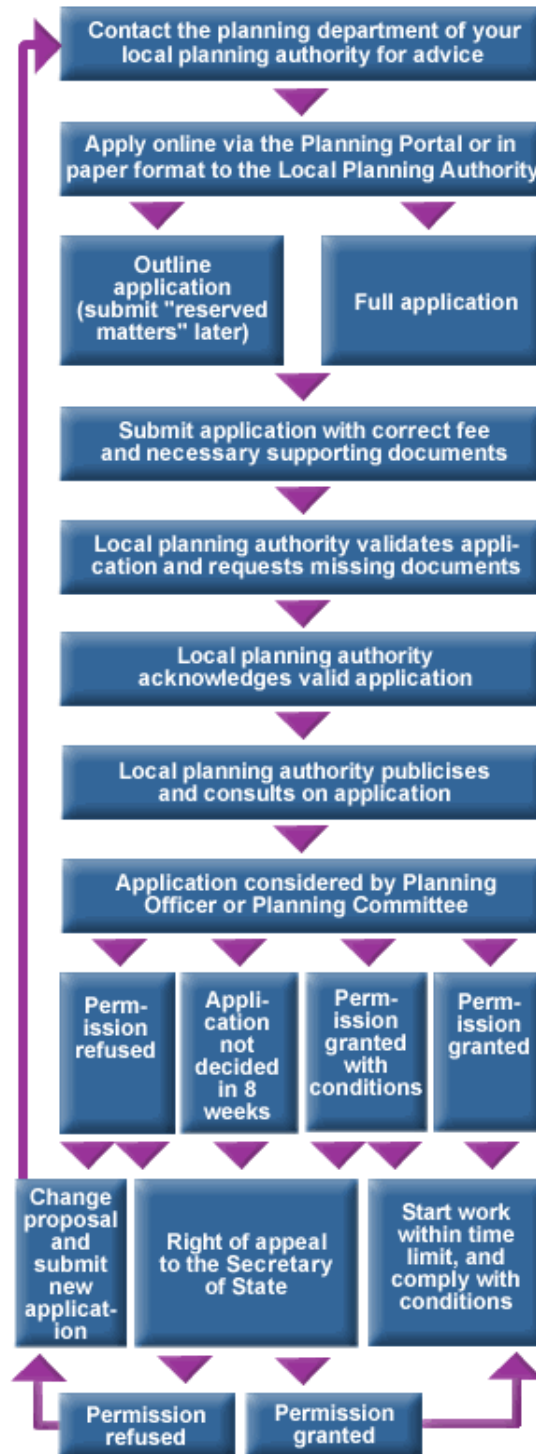 Contact the planning department of your
local planning authority for advice
Apply online via the Planning Portal or in
paper format to the Local Planning Authority
Outline
application
(submit "reserved
matters" later)
Full application
Submit application with correct fee
and necessary supporting documents
Local planning authority validates appli-
cation and requests missing documents
Local planning authority
acknowledges valid application
Local planning authority publicises
and consults on application
Application considered by Planning
Officer or Planning Committee
Perm-
ission
refused
Appli-
cation
not
decided
in 8
weeks
Perm-
ission
granted
with
conditions
Perm-
ission
granted
Change
proposal
and
submit
new
applicat-
ion
Right of appeal
to the Secretary
of State
Start work
within time
limit, and
comply with
conditions
Permission
refused
Permission
granted